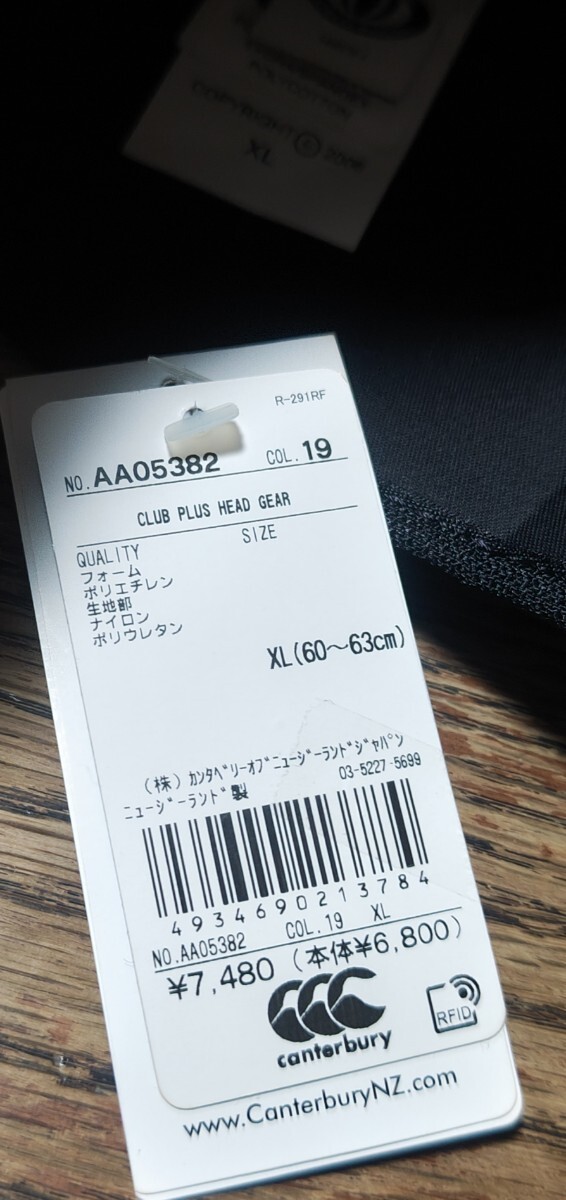 COPYRIGHT © 2006
XL
R-291RF
NO. AA05382 COL. 19
CLUB PLUS HEAD GEAR
QUALITY SIZE
フォーム
ポリエチレン
生地部
ナイロン
ポリウレタン
XL(60～63cm)
(株)カンタベリーオブニュージーランドジャパン
ニュージーランド製 03-5227-5699
4934690213784
NO.AA05382 COL.19 XL
¥7,480 (本体¥6,800)
canterbury
RFID
www.CanterburyNZ.com